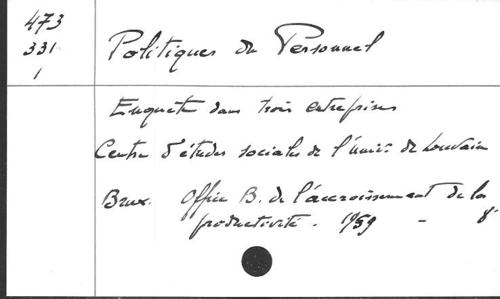 473
331
1
Politiques du Personnel
Enquête dans trois entreprises
Centre d'études sociales de l'univ. de Louvain
Brux. Office B. de l'accroissement de la
productivité. 1959 - 8°